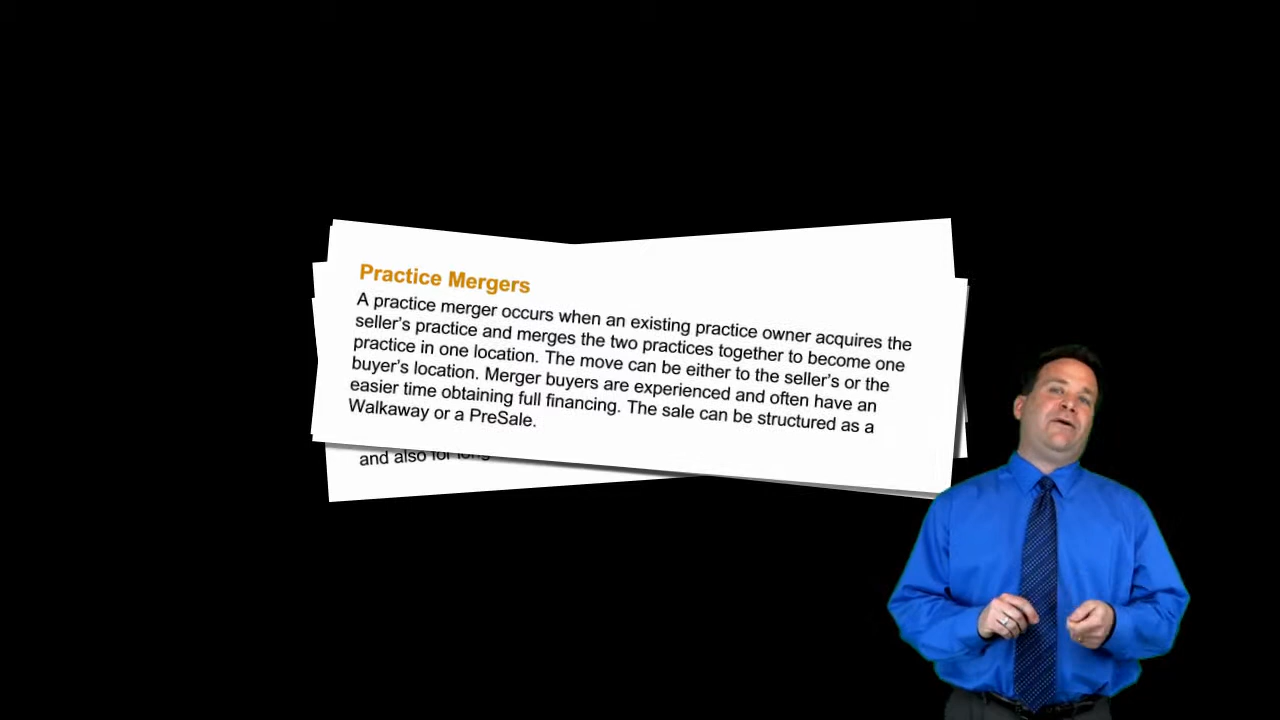 Practice Mergers
A practice merger occurs when an existing practice owner acquires the
seller's practice and merges the two practices together to become one
practice in one location. The move can be either to the seller's or the
buyer's location. Merger buyers are experienced and often have an
easier time obtaining full financing. The sale can be structured as a
Walkaway or a PreSale.
and also for long